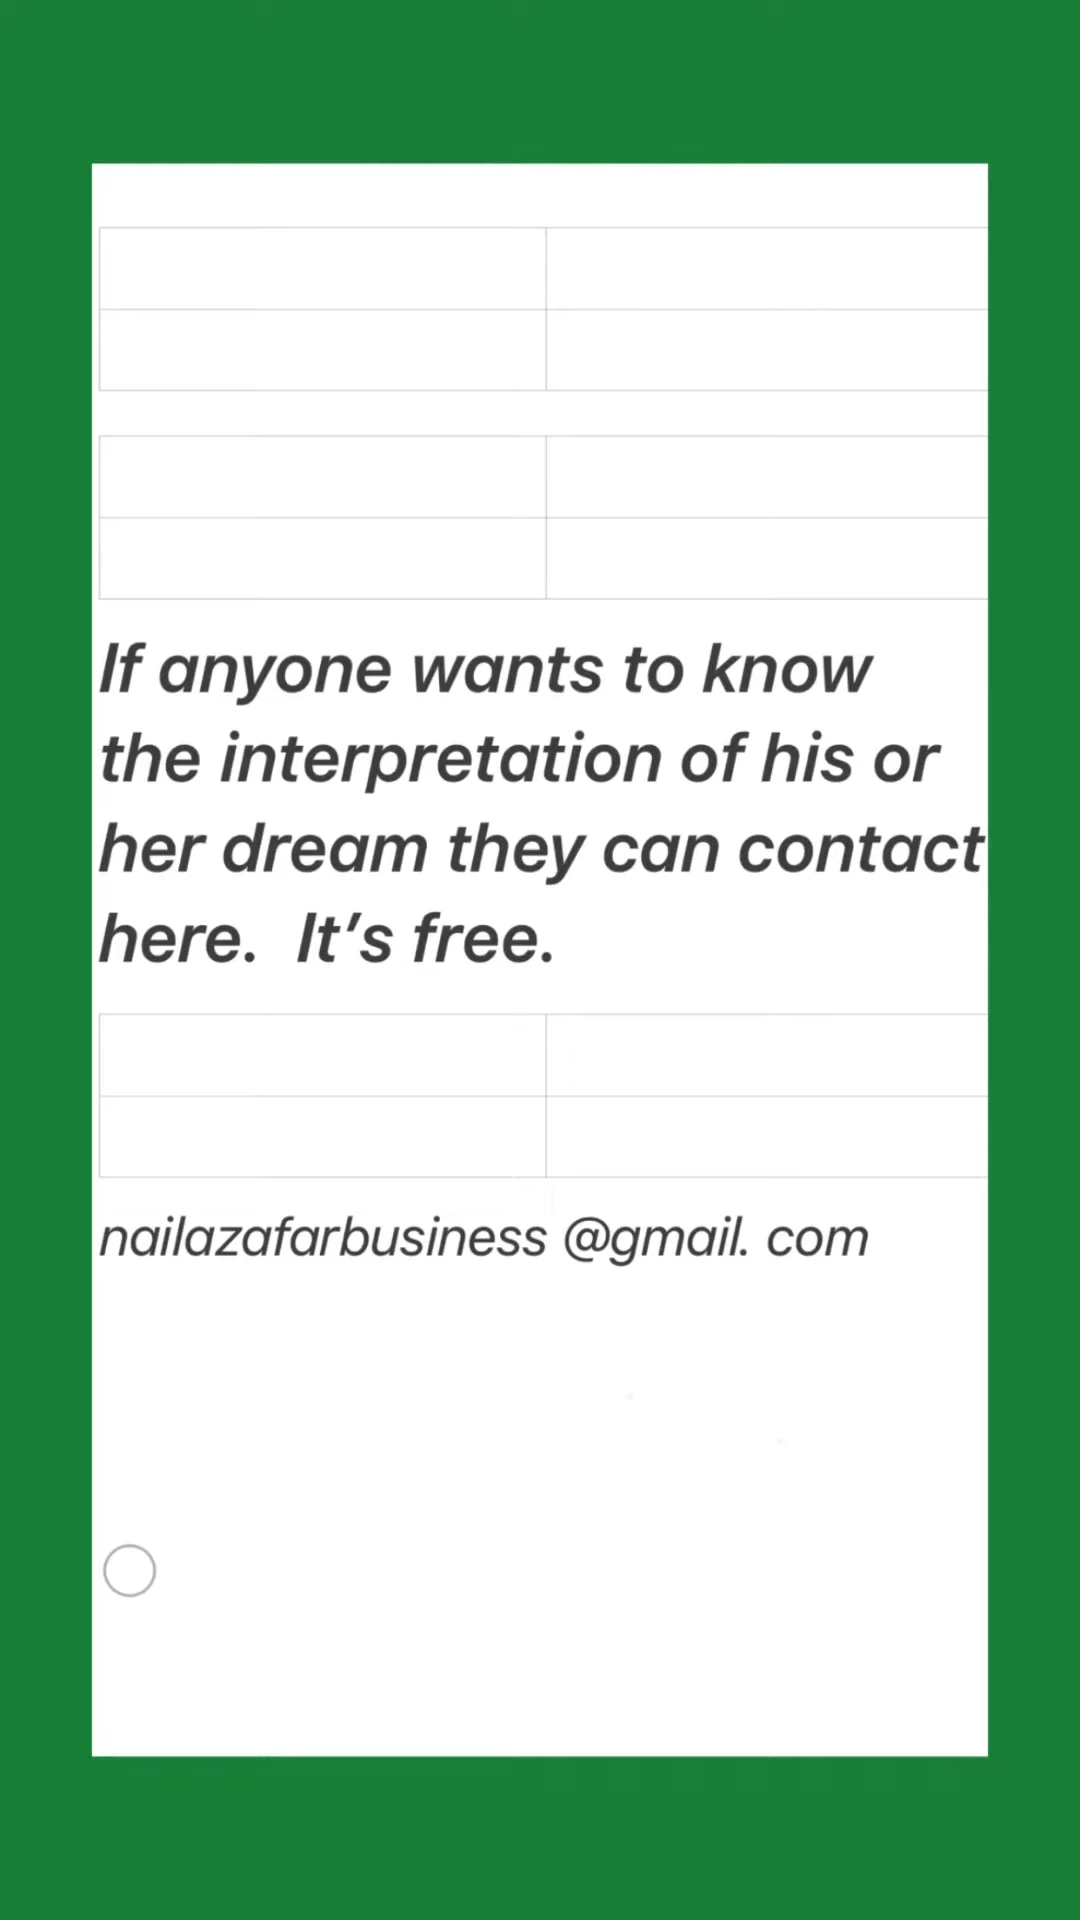 If anyone wants to know
the interpretation of his or
her dream they can contact
here.  It’s free.
nailazafarbusiness @gmail. com